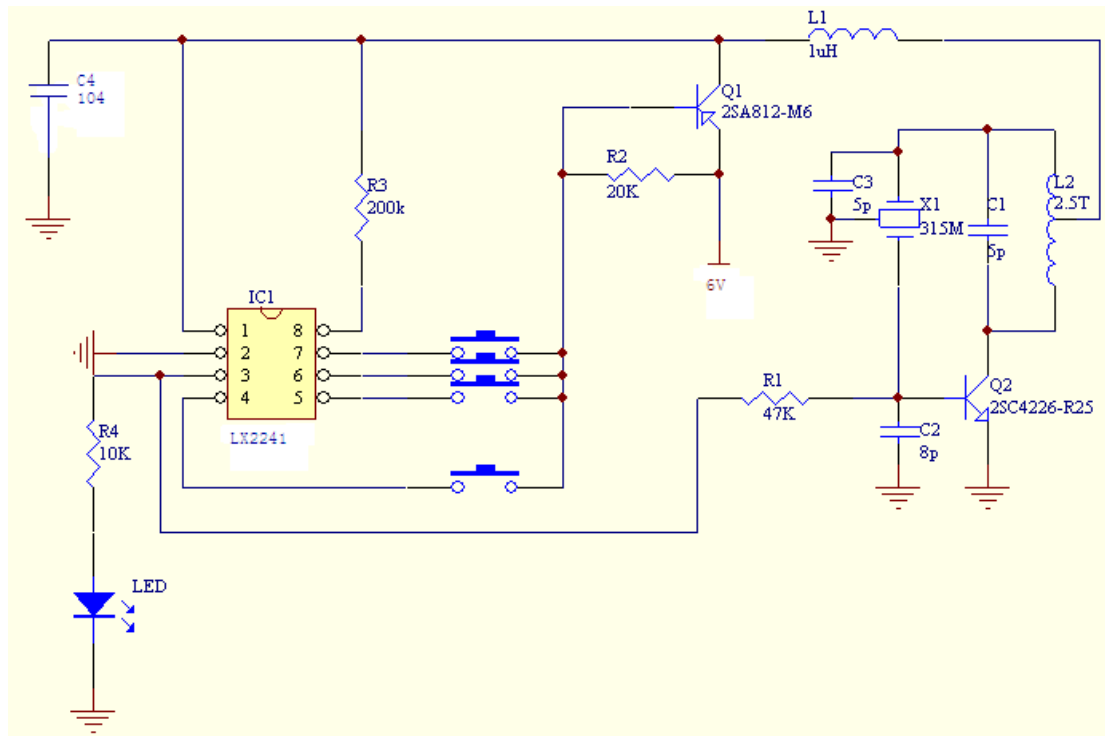 L1
1uH
C4
104
Q1
2SA812-M6
R2
20K
R3
200k
C3
5p
X1
315M
C1
5p
L2
2.5T
6V
IC1
1
8
2
7
3
6
4
5
LX2241
R1
47K
Q2
2SC4226-R25
C2
8p
R4
10K
LED